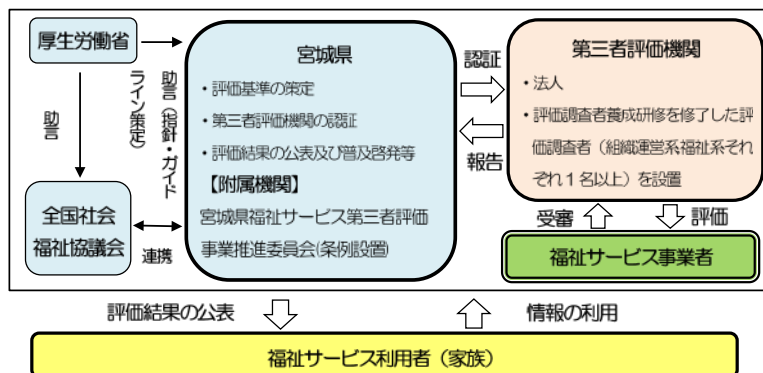 厚生労働省
助言
助言（指針・ガイド
ライン策定）
全国社会
福祉協議会
連携
宮城県
・評価基準の策定
・第三者評価機関の認証
・評価結果の公表及び普及啓発等
【附属機関】
宮城県福祉サービス第三者評価
事業推進委員会(条例設置)
認証
報告
第三者評価機関
・法人
・評価調査者養成研修を修了した評
価調査者（組織運営系福祉系それ
ぞれ１名以上）を設置
受審
評価
福祉サービス事業者
評価結果の公表
情報の利用
福祉サービス利用者（家族）